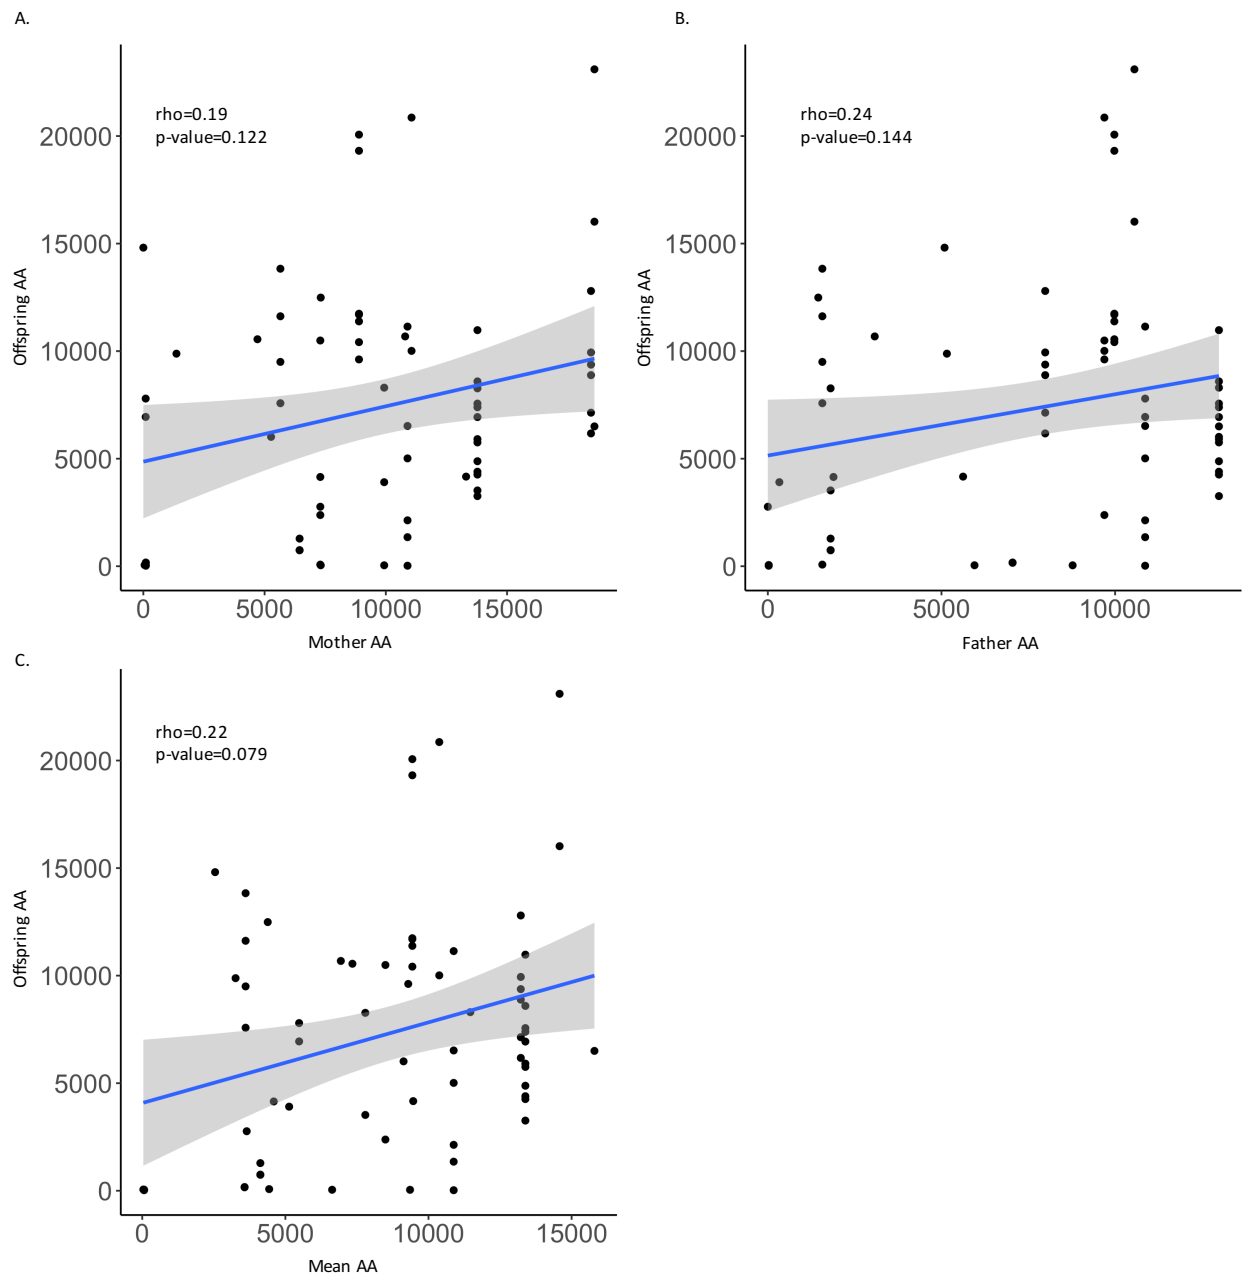 A.
rho=0.19
p-value=0.122
20000
15000
10000
5000
0
Offspring AA
0 5000 10000 15000
Mother AA
B.
rho=0.24
p-value=0.144
20000
15000
10000
5000
0
Offspring AA
0 5000 10000
Father AA
C.
rho=0.22
p-value=0.079
20000
15000
10000
5000
0
Offspring AA
0 5000 10000 15000
Mean AA